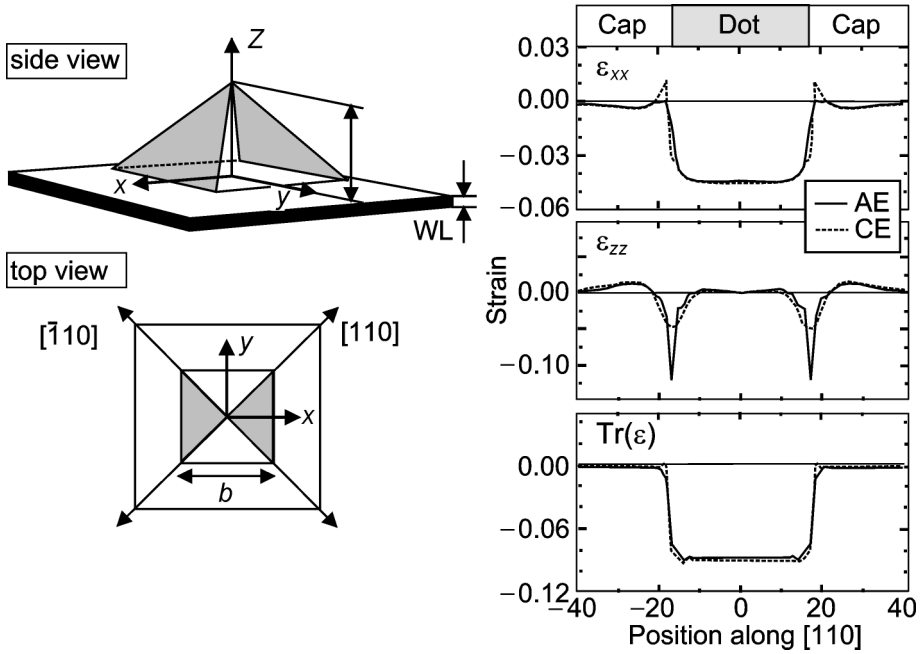 side view
Z
x
y
WL
top view
[1̄10]
[110]
y
x
b
Cap Dot Cap
0.03
εxx
0.00
−0.03
−0.06
AE
CE
εzz
0.00
−0.10
Strain
Tr(ε)
0.00
−0.06
−0.12
−40 −20 0 20 40
Position along [110]